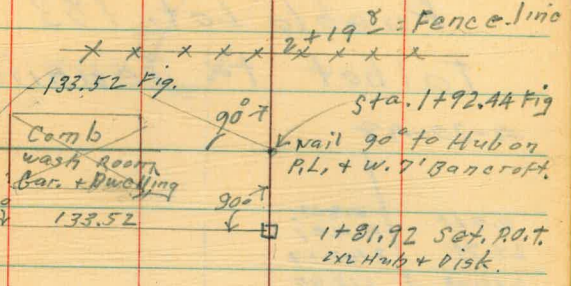 2+19 ± = Fence line
133.52 Fig.
Sta. 1+92.44 Fig
90° ±
Nail 90° to Hub on
P.L. + W. 7' Bancroft.
Comb
wash Room
Gar. + Dwelling
90° ±
133.52
1+81.92 Set. P.O.T.
2x2 Hub + Disk.